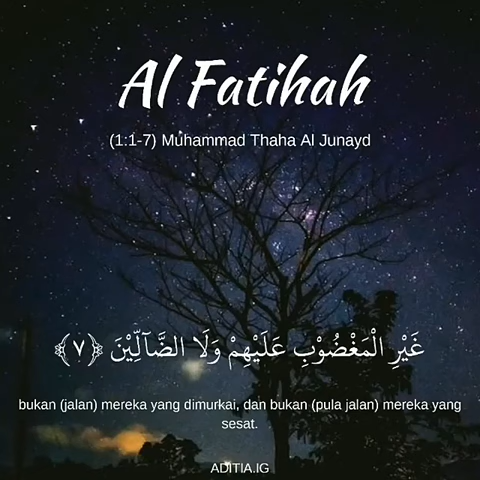 Al Fatihah
(1:1-7) Muhammad Thaha Al Junayd
غَيْرِ الْمَغْضُوْبِ عَلَيْهِمْ وَلَا الضَّاۤلِّيْنَ ﴿٧﴾
bukan (jalan) mereka yang dimurkai, dan bukan (pula jalan) mereka yang
sesat.
ADITIA.IG